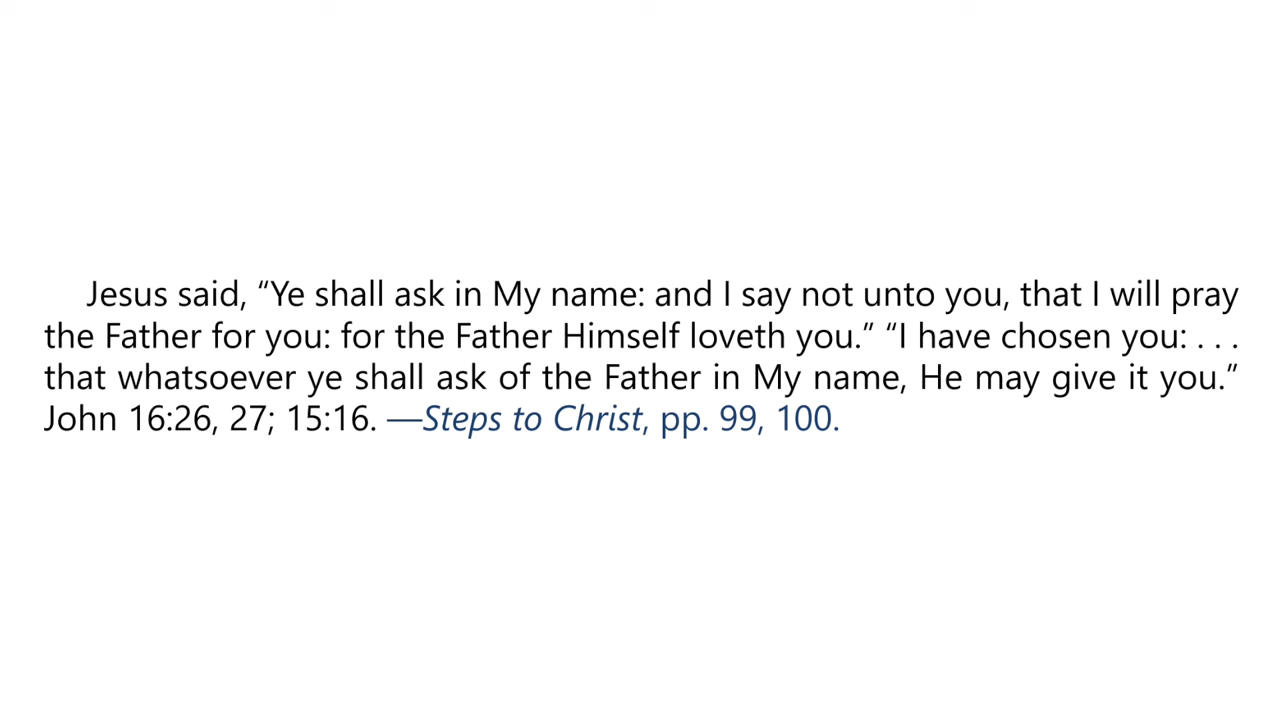 Jesus said, “Ye shall ask in My name: and I say not unto you, that I will pray
the Father for you: for the Father Himself loveth you.” “I have chosen you: . . .
that whatsoever ye shall ask of the Father in My name, He may give it you.”
John 16:26, 27; 15:16. —Steps to Christ, pp. 99, 100.